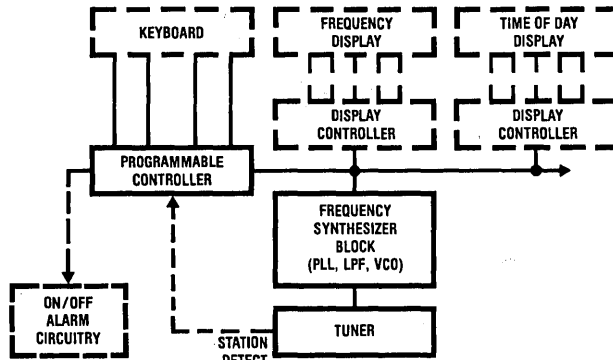 KEYBOARD
FREQUENCY
DISPLAY
TIME OF DAY
DISPLAY
DISPLAY
CONTROLLER
DISPLAY
CONTROLLER
PROGRAMMABLE
CONTROLLER
FREQUENCY
SYNTHESIZER
BLOCK
(PLL, LPF, VCO)
ON/OFF
ALARM
CIRCUITRY
STATION
DETECT
TUNER